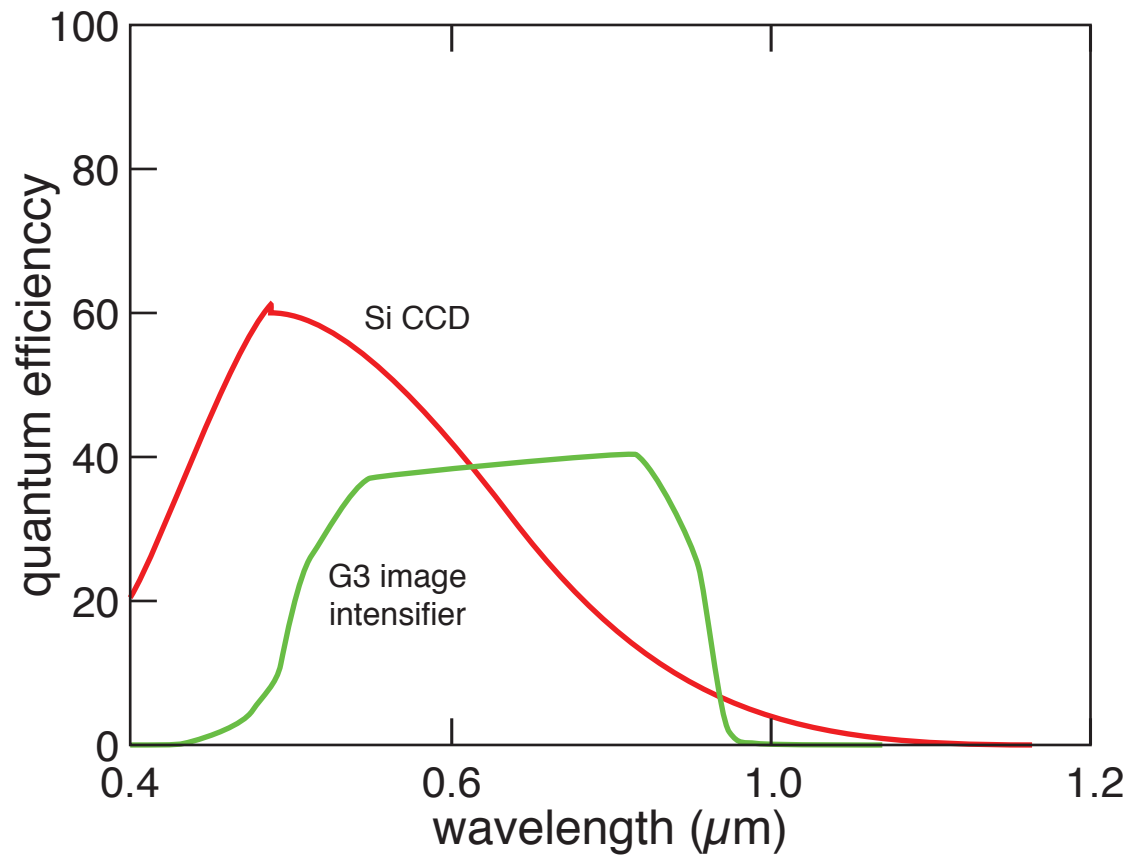 100
80
60
40
20
0
quantum efficienccy
Si CCD
G3 image
intensifier
0.4
0.6
1.0
1.2
wavelength (µm)